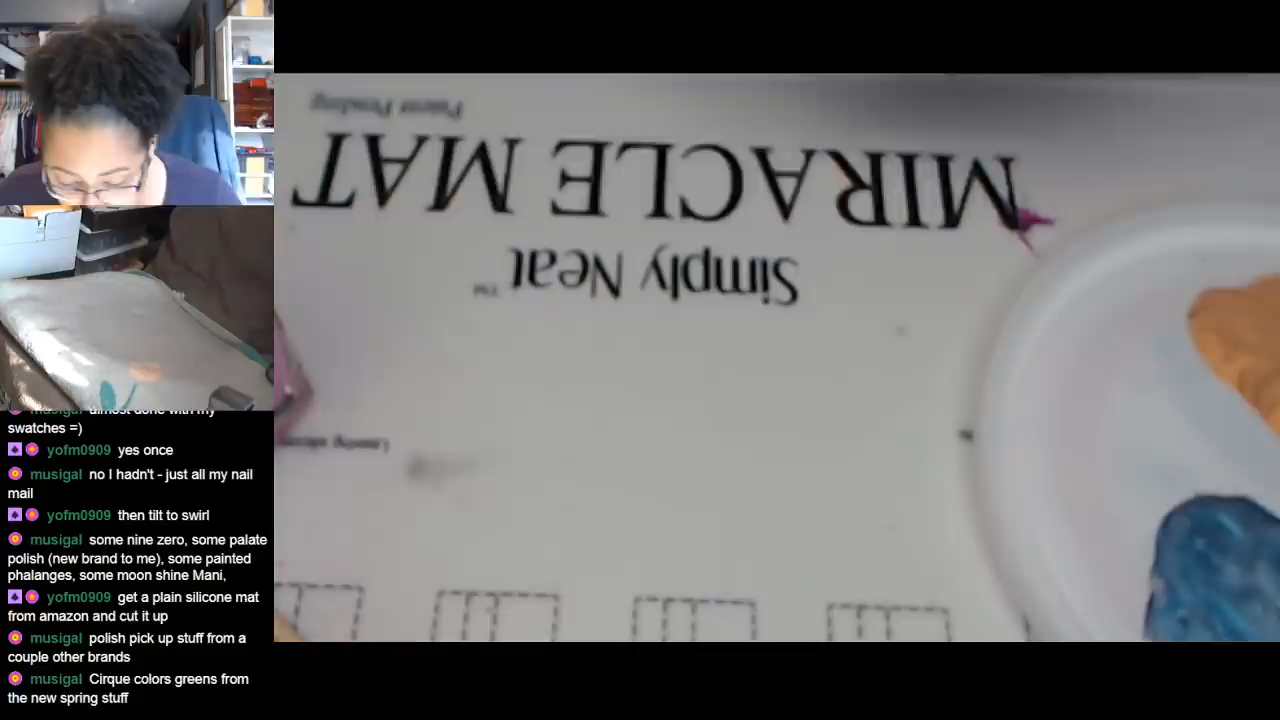 Patent Pending
MIRACLE MAT
Simply Neat™
musigal almost done with my
swatches =)
yofm0909 yes once
musigal no I hadn't - just all my nail
mail
yofm0909 then tilt to swirl
musigal some nine zero, some palate
polish (new brand to me), some painted
phalanges, some moon shine Mani,
yofm0909 get a plain silicone mat
from amazon and cut it up
musigal polish pick up stuff from a
couple other brands
musigal Cirque colors greens from
the new spring stuff